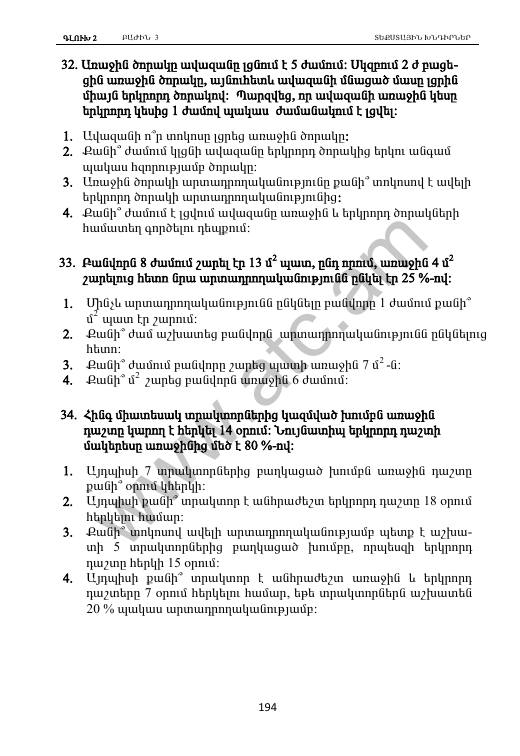 ԳԼՈՒԽ 2 ԲԱԺԻՆ 3 ՏԵՔՍՏԱՅԻՆ ԽՆԴԻՐՆԵՐ
32. Առաջին ծորակը ավազանը լցնում է 5 ժամում: Սկզբում 2 ժ բացե-
ցին առաջին ծորակը, այնուհետև ավազանի մնացած մասը լցրին
միայն երկրորդ ծորակով: Պարզվեց, որ ավազանի առաջին կեսը
երկրորդ կեսից 1 ժամով պակաս ժամանակում է լցվել:
1. Ավազանի ո՞ր տոկոսը լցրեց առաջին ծորակը:
2. Քանի՞ ժամում կլցնի ավազանը երկրորդ ծորակից երկու անգամ
պակաս հզորությամբ ծորակը:
3. Առաջին ծորակի արտադրողականությունը քանի՞ տոկոսով է ավելի
երկրորդ ծորակի արտադրողականությունից:
4. Քանի՞ ժամում է լցվում ավազանը առաջին և երկրորդ ծորակների
համատեղ գործելու դեպքում:
33. Բանվորն 8 ժամում շարել էր 13 մ² պատ, ընդ որում, առաջին 4 մ²
շարելուց հետո նրա արտադրողականությունն ընկել էր 25 %-ով:
1. Մինչև արտադրողականությունն ընկնելը բանվորը 1 ժամում քանի՞
մ² պատ էր շարում:
2. Քանի՞ ժամ աշխատեց բանվորն արտադրողականությունն ընկնելուց
հետո:
3. Քանի՞ ժամում բանվորը շարեց պատի առաջին 7 մ² -ն:
4. Քանի՞ մ² շարեց բանվորն առաջին 6 ժամում:
34. Հինգ միատեսակ տրակտորներից կազմված խումբն առաջին
դաշտը կարող է հերկել 14 օրում: Նույնատիպ երկրորդ դաշտի
մակերեսը առաջինից մեծ է 80 %-ով:
1. Այդպիսի 7 տրակտորներից բաղկացած խումբն առաջին դաշտը
քանի՞ օրում կհերկի:
2. Այդպիսի քանի՞ տրակտոր է անհրաժեշտ երկրորդ դաշտը 18 օրում
հերկելու համար:
3. Քանի՞ տոկոսով ավելի արտադրողականությամբ պետք է աշխա-
տի 5 տրակտորներից բաղկացած խումբը, որպեսզի երկրորդ
դաշտը հերկի 15 օրում:
4. Այդպիսի քանի՞ տրակտոր է անհրաժեշտ առաջին և երկրորդ
դաշտերը 7 օրում հերկելու համար, եթե տրակտորներն աշխատեն
20 % պակաս արտադրողականությամբ:
www.atc.am
194